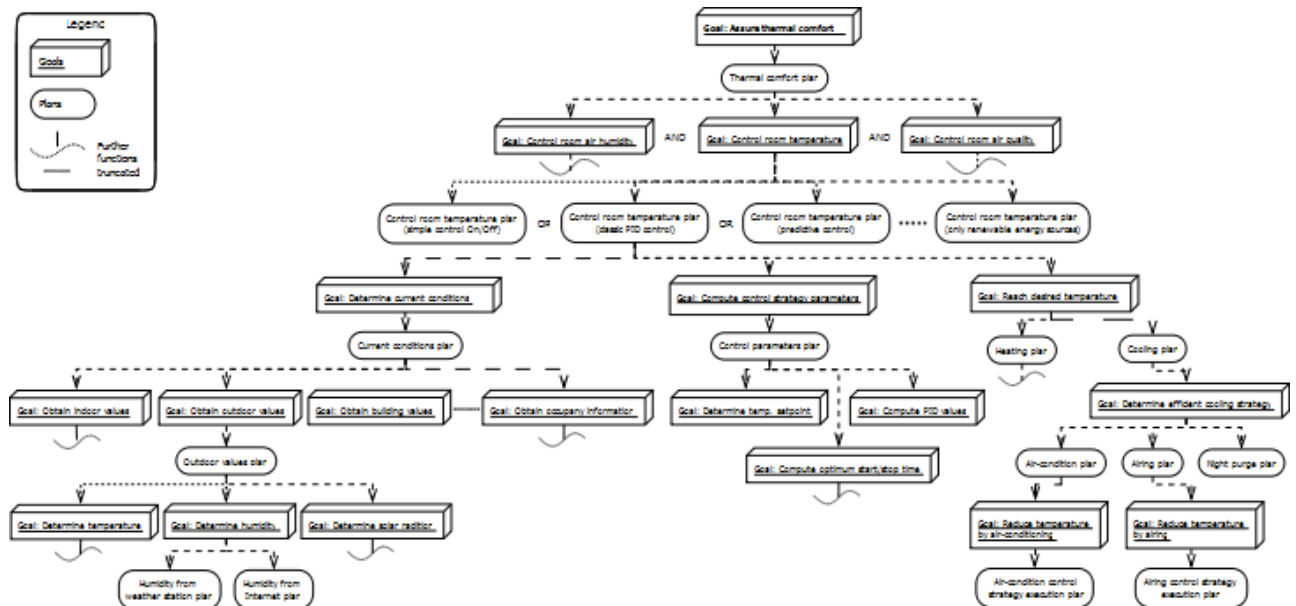 Legend
Goals
Plans
Further
functions
truncated
Goal: Assure thermal comfort
Thermal comfort plan
Goal: Control room air humidity
AND
Goal: Control room temperature
AND
Goal: Control room air quality
Control room temperature plan
(simple control On/Off)
OR
Control room temperature plan
(classic PID control)
OR
Control room temperature plan
(predictive control)
Control room temperature plan
(only renewable energy sources)
Goal: Determine current conditions
Goal: Compute control strategy parameters
Goal: Reach desired temperature
Current conditions plan
Control parameters plan
Heating plan
Cooling plan
Goal: Obtain indoor values
Goal: Obtain outdoor values
Goal: Obtain building values
Goal: Obtain occupany information
Goal: Determine temp. setpoint
Goal: Compute PID values
Goal: Determine efficient cooling strategy
Outdoor values plan
Goal: Compute optimum start/stop time
Air-condition plan
Airing plan
Night purge plan
Goal: Determine temperature
Goal: Determine humidity
Goal: Determine solar radition
Goal: Reduce temperature
by air-conditioning
Goal: Reduce temperature
by airing
Humidity from
weather station plan
Humidity from
Internet plan
Air-condition control
strategy execution plan
Airing control strategy
execution plan